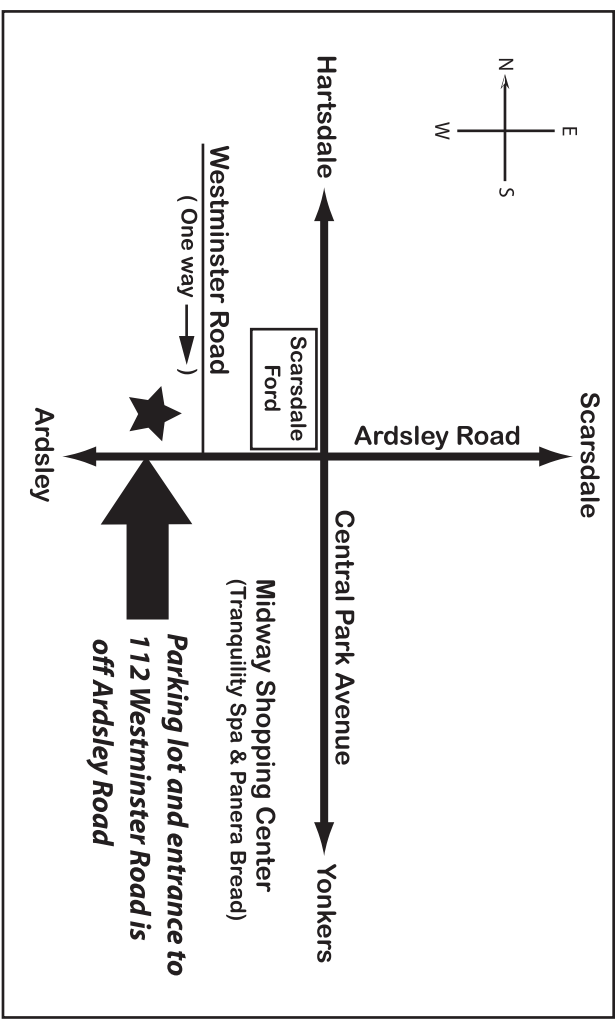 N
E
W
S
Hartsdale
Scarsdale
Westminster Road
( One way )
Scarsdale
Ford
Ardsley Road
Ardsley
Central Park Avenue
Midway Shopping Center
(Tranquility Spa & Panera Bread)
Yonkers
Parking lot and entrance to
112 Westminster Road is
off Ardsley Road